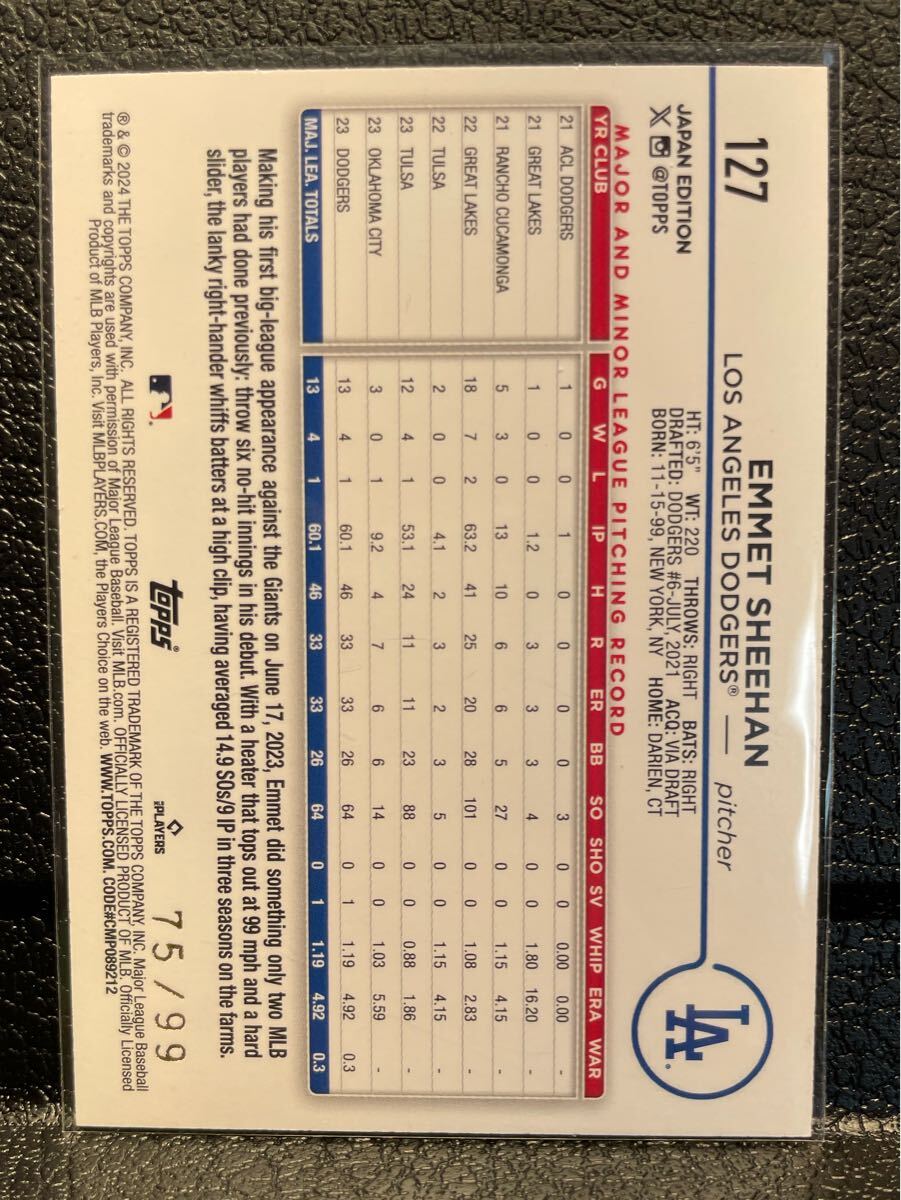 127
EMMET SHEEHAN
LOS ANGELES DODGERS® — pitcher
JAPAN EDITION
X @TOPPS
HT: 6'5" WT: 220 THROWS: RIGHT BATS: RIGHT
DRAFTED: DODGERS #6-JULY, 2021 ACQ: VIA DRAFT
BORN: 11-15-99, NEW YORK, NY HOME: DARIEN, CT
LA
MAJOR AND MINOR LEAGUE PITCHING RECORD
YR CLUB G W L IP H R ER BB SO SHO SV WHIP ERA WAR
21 ACL DODGERS 1 0 0 1 0 0 0 0 3 0 0 0.00 0.00 -
21 GREAT LAKES 1 0 0 1.2 0 3 3 3 4 0 0 1.80 16.20 -
21 RANCHO CUCAMONGA 5 3 0 13 10 6 6 5 27 0 0 1.15 4.15 -
22 GREAT LAKES 18 7 2 63.2 41 25 20 28 101 0 0 1.08 2.83 -
22 TULSA 2 0 0 4.1 2 3 2 3 5 0 0 1.15 4.15 -
23 TULSA 12 4 1 53.1 24 11 11 23 88 0 0 0.88 1.86 -
23 OKLAHOMA CITY 3 0 1 9.2 4 7 6 6 14 0 0 1.03 5.59 -
23 DODGERS 13 4 1 60.1 46 33 33 26 64 0 1 1.19 4.92 0.3
MAJ. LEA. TOTALS 13 4 1 60.1 46 33 33 26 64 0 1 1.19 4.92 0.3
Making his first big-league appearance against the Giants on June 17, 2023, Emmet did something only two MLB
players had done previously: throw six no-hit innings in his debut. With a heater that tops out at 99 mph and a hard
slider, the lanky right-hander whiffs batters at a high clip, having averaged 14.9 SOs/9 IP in three seasons on the farms.
topps®
MLB PLAYERS
75/99
® & © 2024 THE TOPPS COMPANY, INC. ALL RIGHTS RESERVED. TOPPS IS A REGISTERED TRADEMARK OF THE TOPPS COMPANY, INC. Major League Baseball
trademarks and copyrights are used with permission of Major League Baseball. Visit MLB.com. OFFICIALLY LICENSED PRODUCT OF MLB. Officially Licensed
Product of MLB Players, Inc. Visit MLBPLAYERS.COM, the Players Choice on the web. WWW.TOPPS.COM. CODE#CMP089212